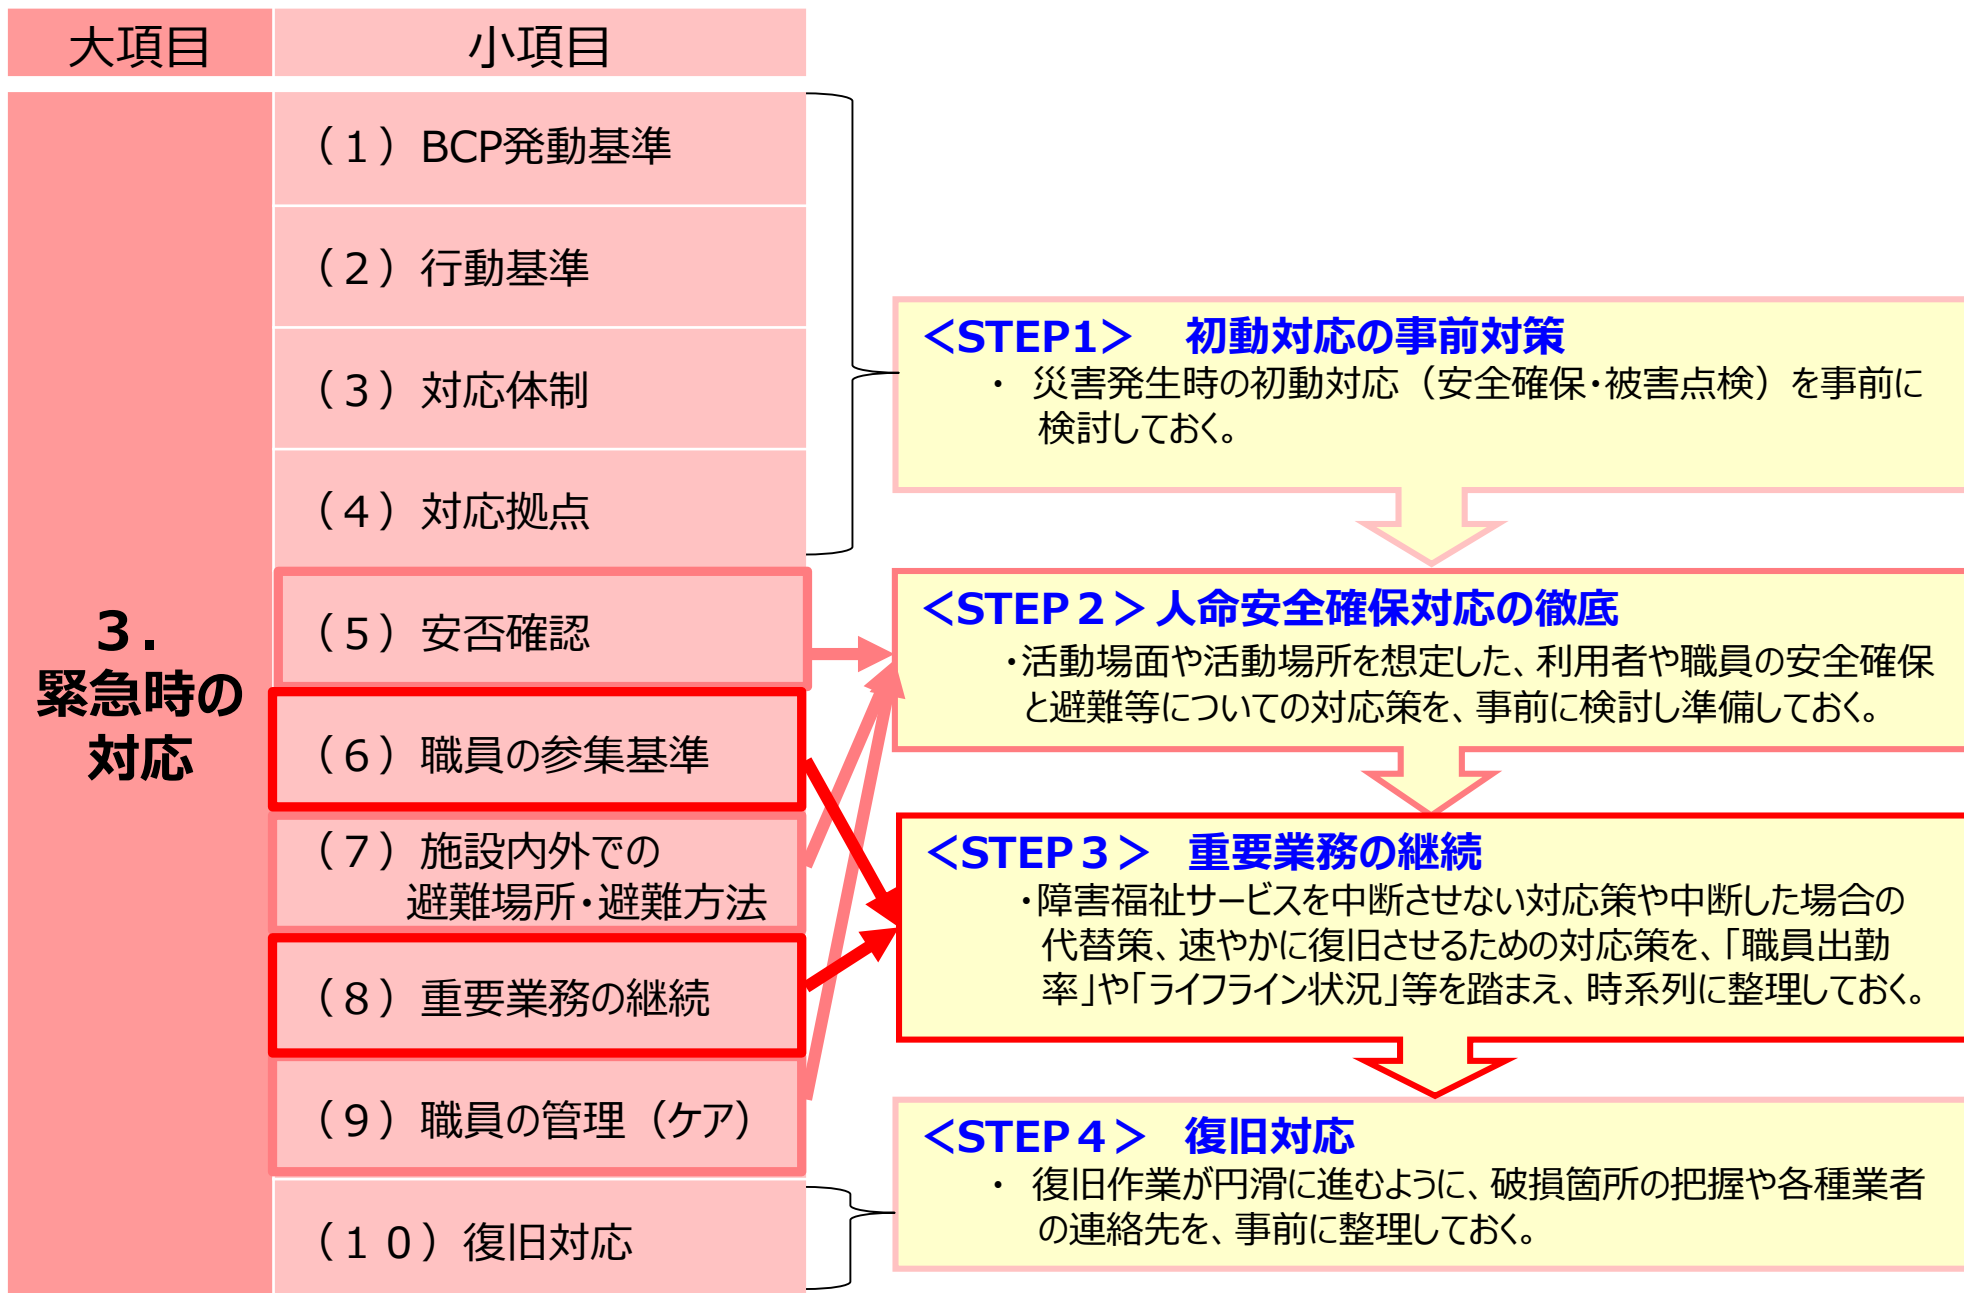 大項目
小項目
3．
緊急時の
対応
（１）BCP発動基準
（２）行動基準
（３）対応体制
（４）対応拠点
（５）安否確認
（６）職員の参集基準
（７）施設内外での
避難場所・避難方法
（８）重要業務の継続
（９）職員の管理（ケア）
（１０）復旧対応
＜STEP1＞　初動対応の事前対策
・ 災害発生時の初動対応（安全確保・被害点検）を事前に
検討しておく。
＜STEP２＞人命安全確保対応の徹底
・活動場面や活動場所を想定した、利用者や職員の安全確保
と避難等についての対応策を、事前に検討し準備しておく。
＜STEP３＞　重要業務の継続
・障害福祉サービスを中断させない対応策や中断した場合の
代替策、速やかに復旧させるための対応策を、「職員出勤
率」や「ライフライン状況」等を踏まえ、時系列に整理しておく。
＜STEP４＞　復旧対応
・ 復旧作業が円滑に進むように、破損箇所の把握や各種業者
の連絡先を、事前に整理しておく。